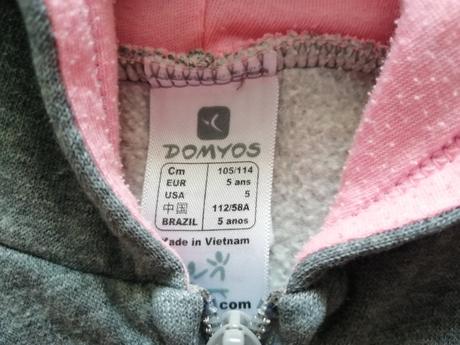 DOMYOS
Cm 105/114
EUR 5 ans
USA 5
中国 112/58A
BRAZIL 5 anos
Made in Vietnam
.com